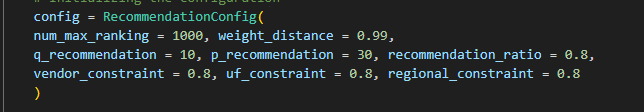 # Initializing the configuration
config = RecommendationConfig(
num_max_ranking = 1000, weight_distance = 0.99,
q_recommendation = 10, p_recommendation = 30, recommendation_ratio = 0.8,
vendor_constraint = 0.8, uf_constraint = 0.8, regional_constraint = 0.8
)